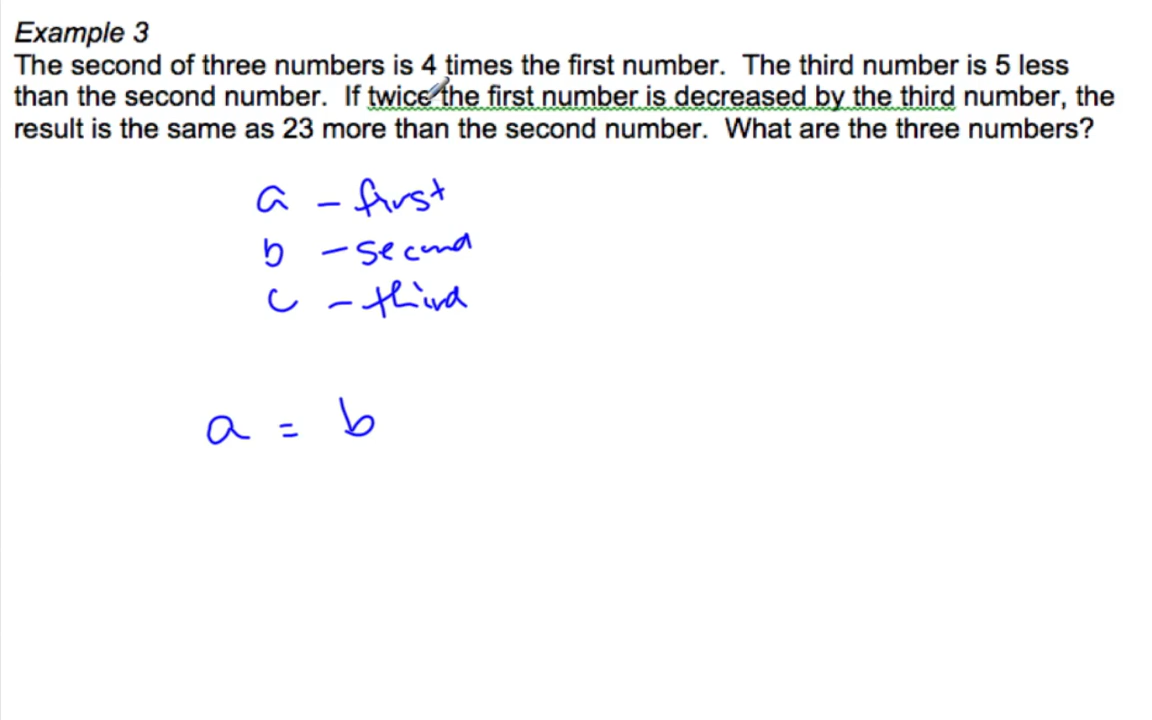 Example 3
The second of three numbers is 4 times the first number. The third number is 5 less
than the second number. If twice the first number is decreased by the third number, the
result is the same as 23 more than the second number. What are the three numbers?
a - first
b - second
c - third
a = b